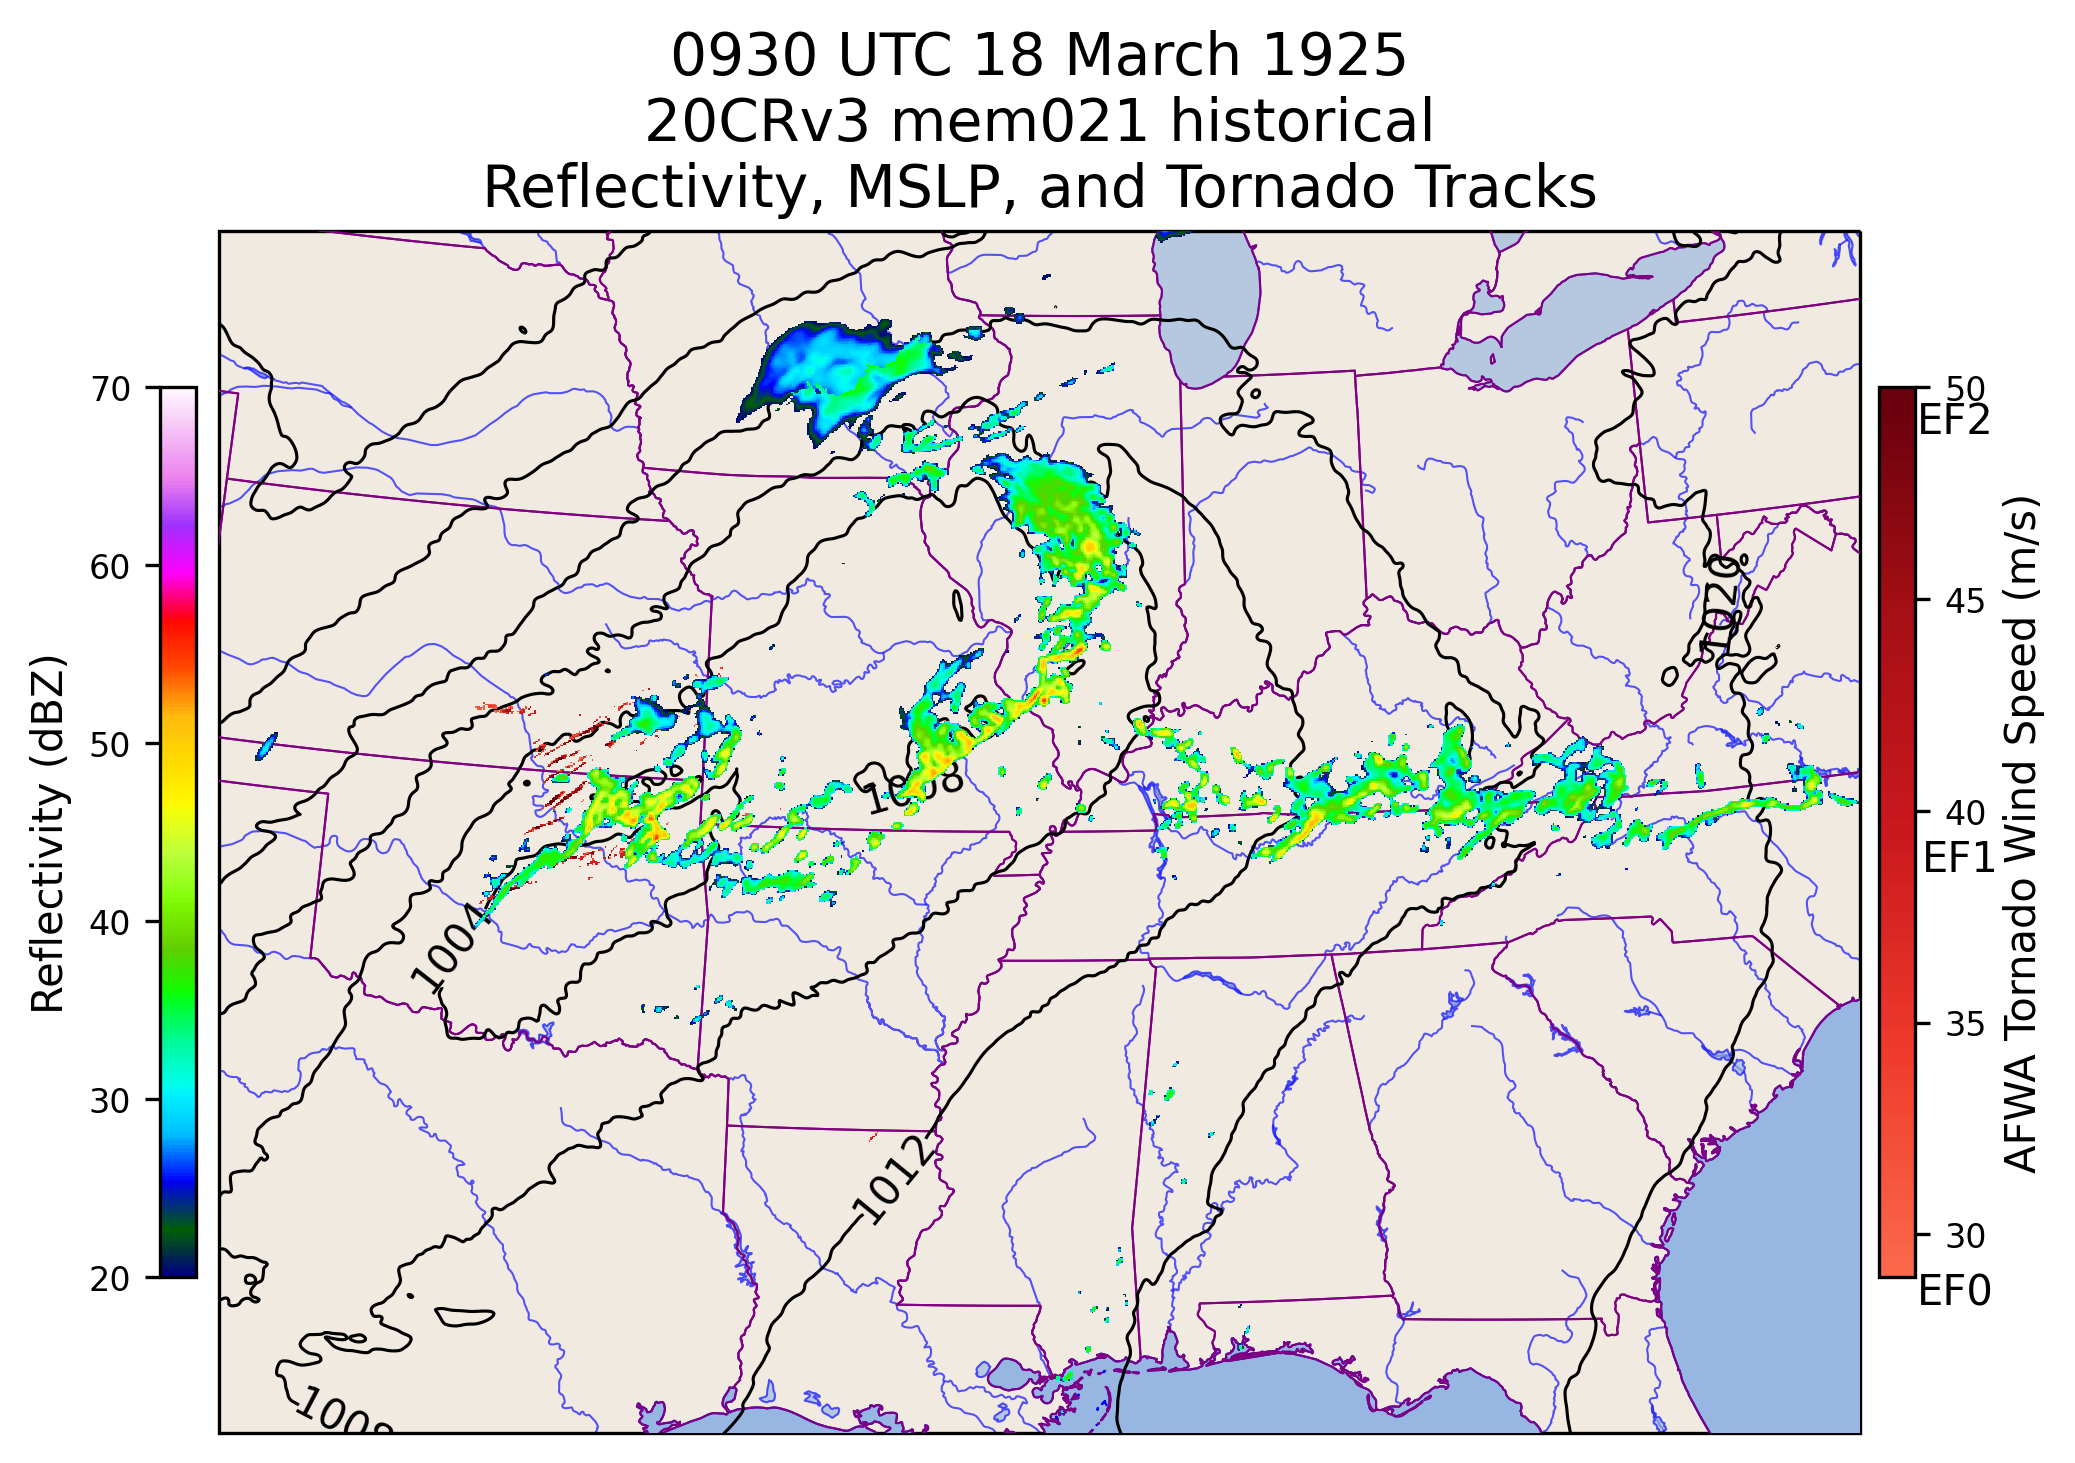 0930 UTC 18 March 1925
20CRv3 mem021 historical
Reflectivity, MSLP, and Tornado Tracks
70
60
50
40
30
20
Reflectivity (dBZ)
1020
1008
1004
1012
1008
50
EF2
45
40
EF1
35
30
EF0
AFWA Tornado Wind Speed (m/s)